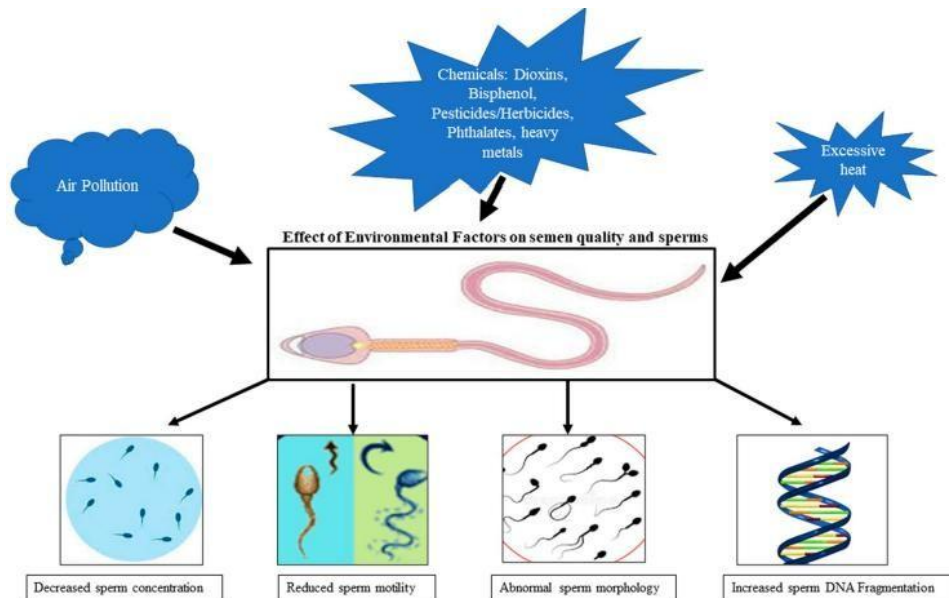 Chemicals: Dioxins,
Bisphenol,
Pesticides/Herbicides,
Phthalates, heavy
metals
Air Pollution
Excessive
heat
Effect of Environmental Factors on semen quality and sperms
Decreased sperm concentration
Reduced sperm motility
Abnormal sperm morphology
Increased sperm DNA Fragmentation